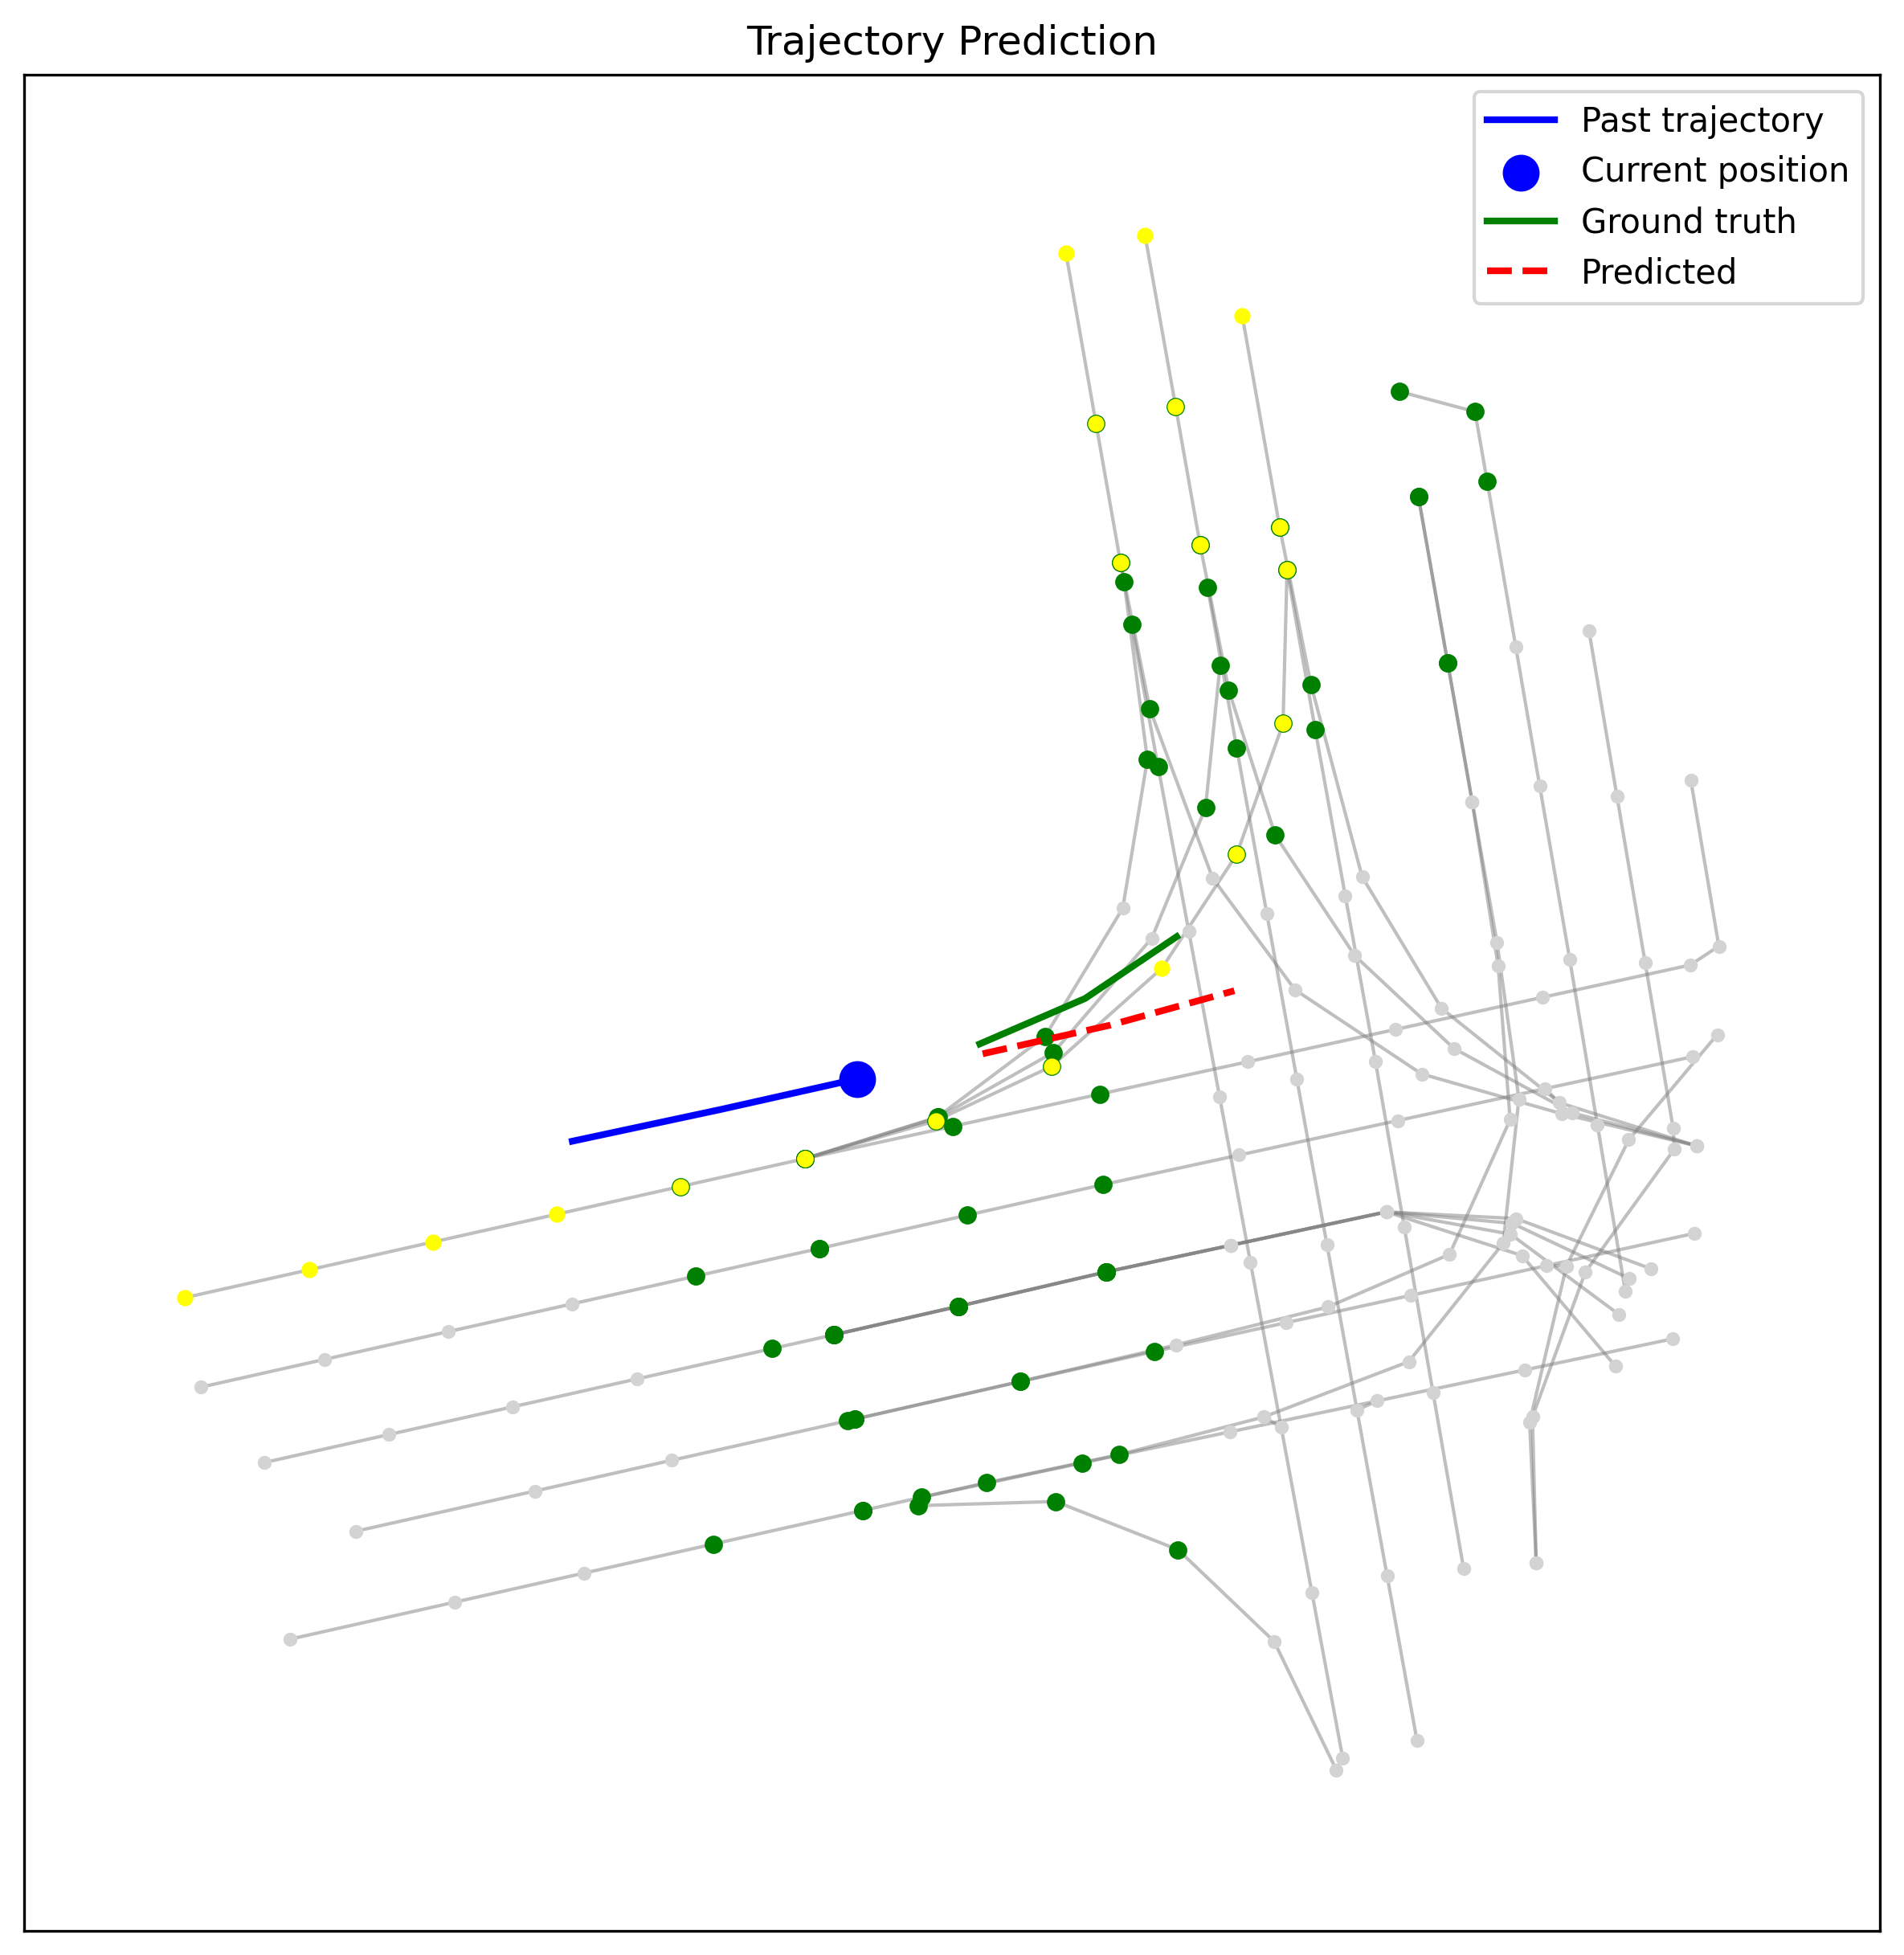 Trajectory Prediction
Past trajectory
Current position
Ground truth
Predicted